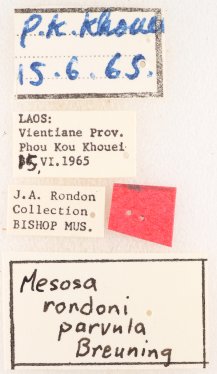 P.K. Khouei
15.6.65.
LAOS:
Vientiane Prov.
Phou Kou Khouei
15, VI.1965
J.A. Rondon
Collection
BISHOP MUS.
Mesosa
rondoni
parvula
Breuning